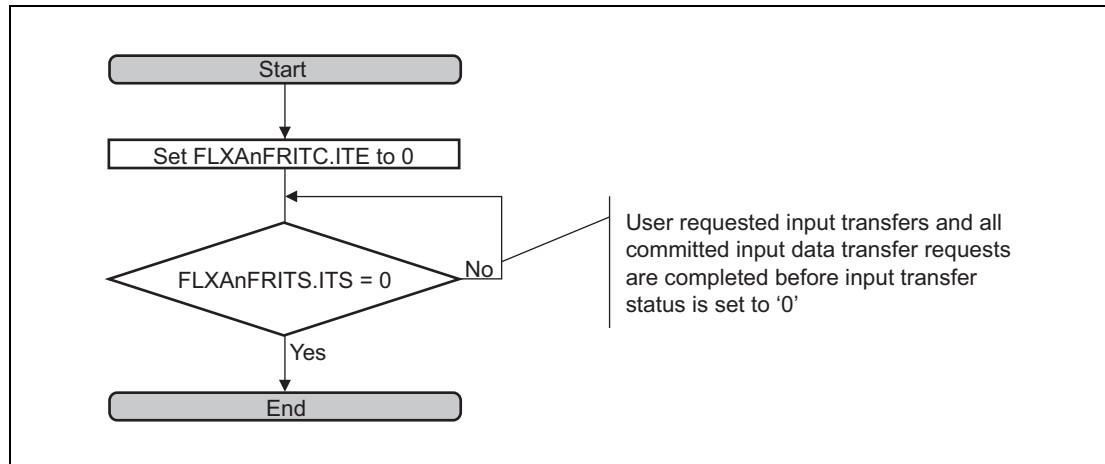 Start
Set FLXAnFRITC.ITE to 0
FLXAnFRITS.ITS = 0
No
User requested input transfers and all
committed input data transfer requests
are completed before input transfer
status is set to ‘0’
Yes
End